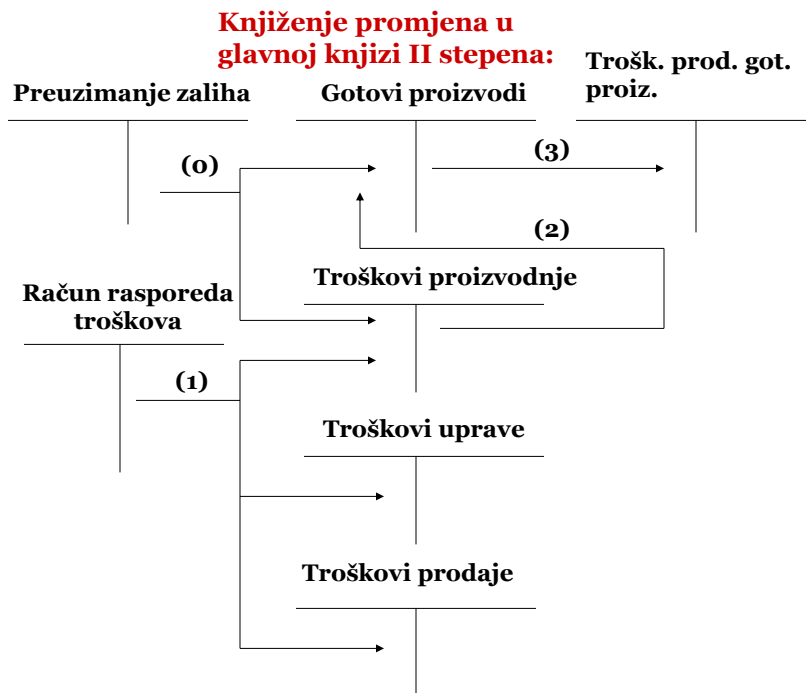 Knjiženje promjena u
glavnoj knjizi II stepena:
Preuzimanje zaliha
Gotovi proizvodi
Trošk. prod. got.
proiz.
(0)
(3)
(2)
Račun rasporeda
troškova
Troškovi proizvodnje
(1)
Troškovi uprave
Troškovi prodaje